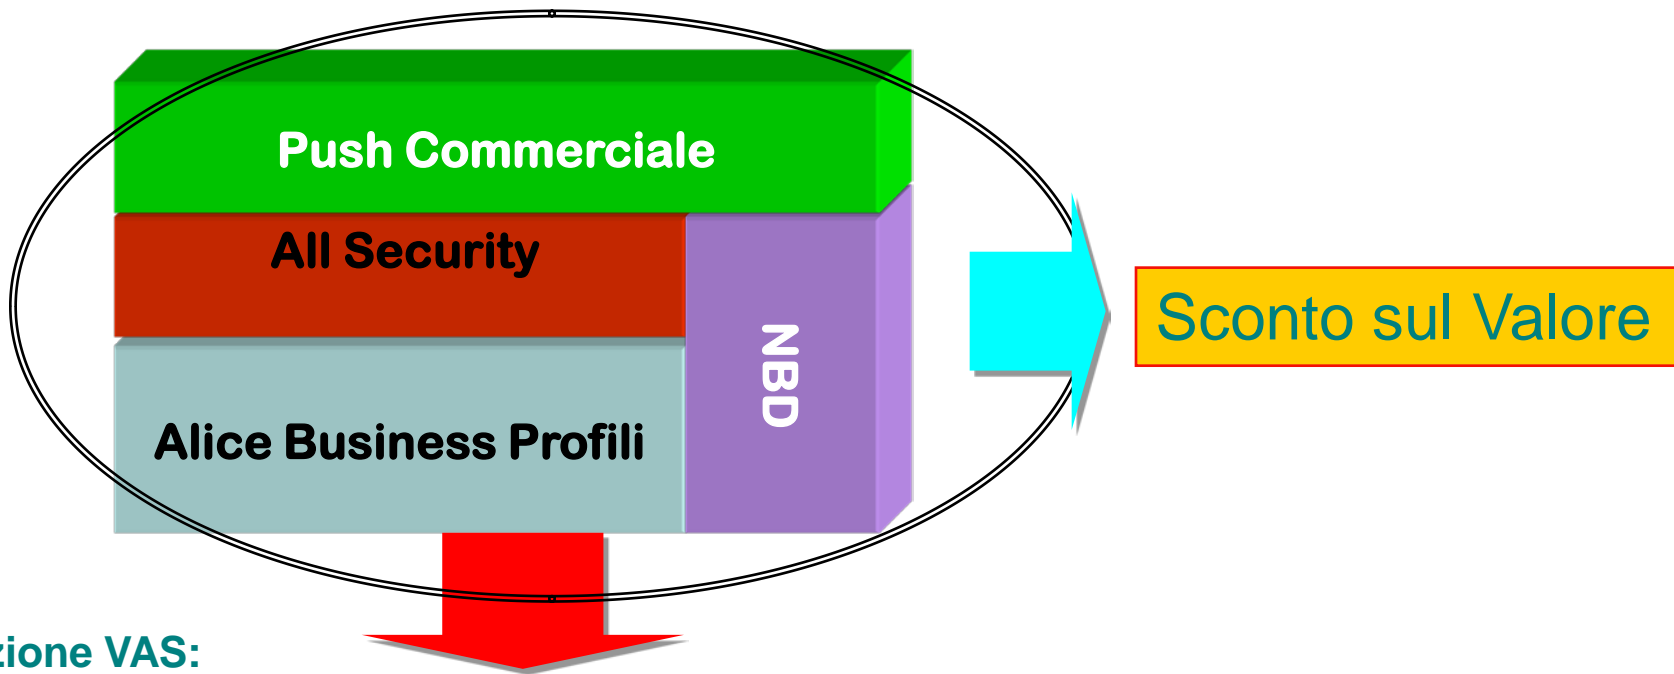 Push Commerciale
All Security
NBD
Alice Business Profili
Sconto sul Valore
zione VAS: